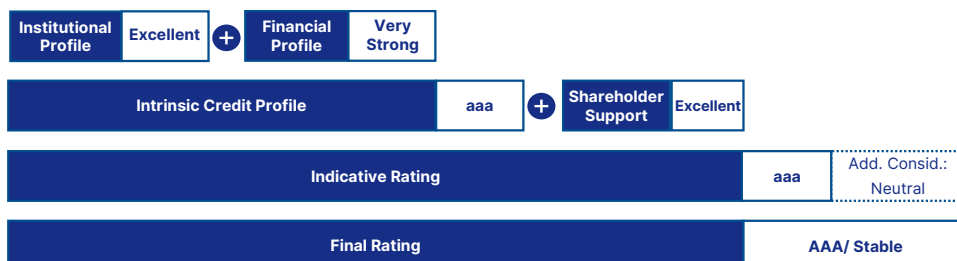 Institutional Profile Excellent + Financial Profile Very Strong
Intrinsic Credit Profile aaa + Shareholder Support Excellent
Indicative Rating aaa Add. Consid.: Neutral
Final Rating AAA/ Stable